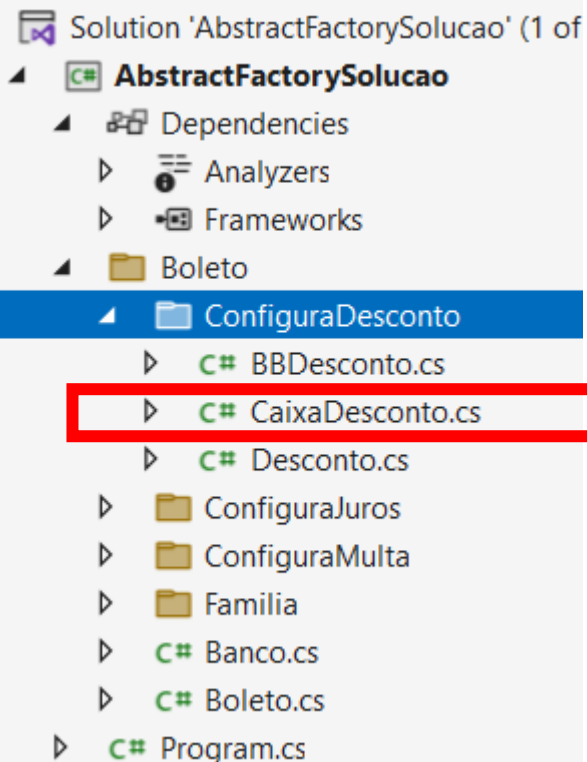 Solution 'AbstractFactorySolucao' (1 of
C# AbstractFactorySolucao
Dependencies
Analyzers
Frameworks
Boleto
ConfiguraDesconto
C# BBDesconto.cs
C# CaixaDesconto.cs
C# Desconto.cs
ConfiguraJuros
ConfiguraMulta
Familia
C# Banco.cs
C# Boleto.cs
C# Program.cs